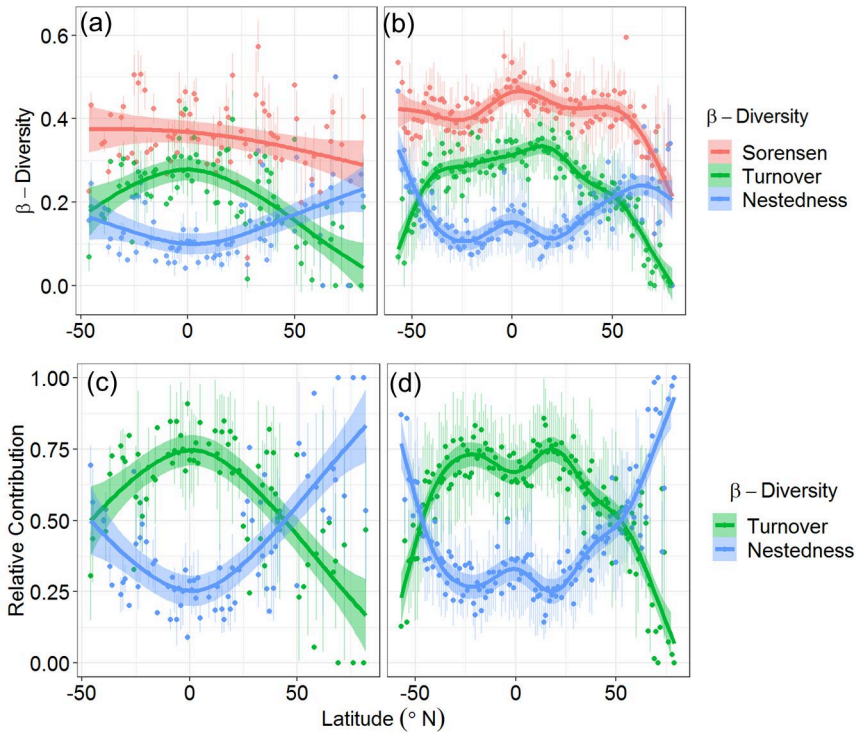 (a)
(b)
0.6
0.4
0.2
0.0
β – Diversity
-50
0
50
-50
0
50
β – Diversity
Sorensen
Turnover
Nestedness
(c)
(d)
1.00
0.75
0.50
0.25
0.00
Relative Contribution
-50
0
50
-50
0
50
Latitude (° N)
β – Diversity
Turnover
Nestedness